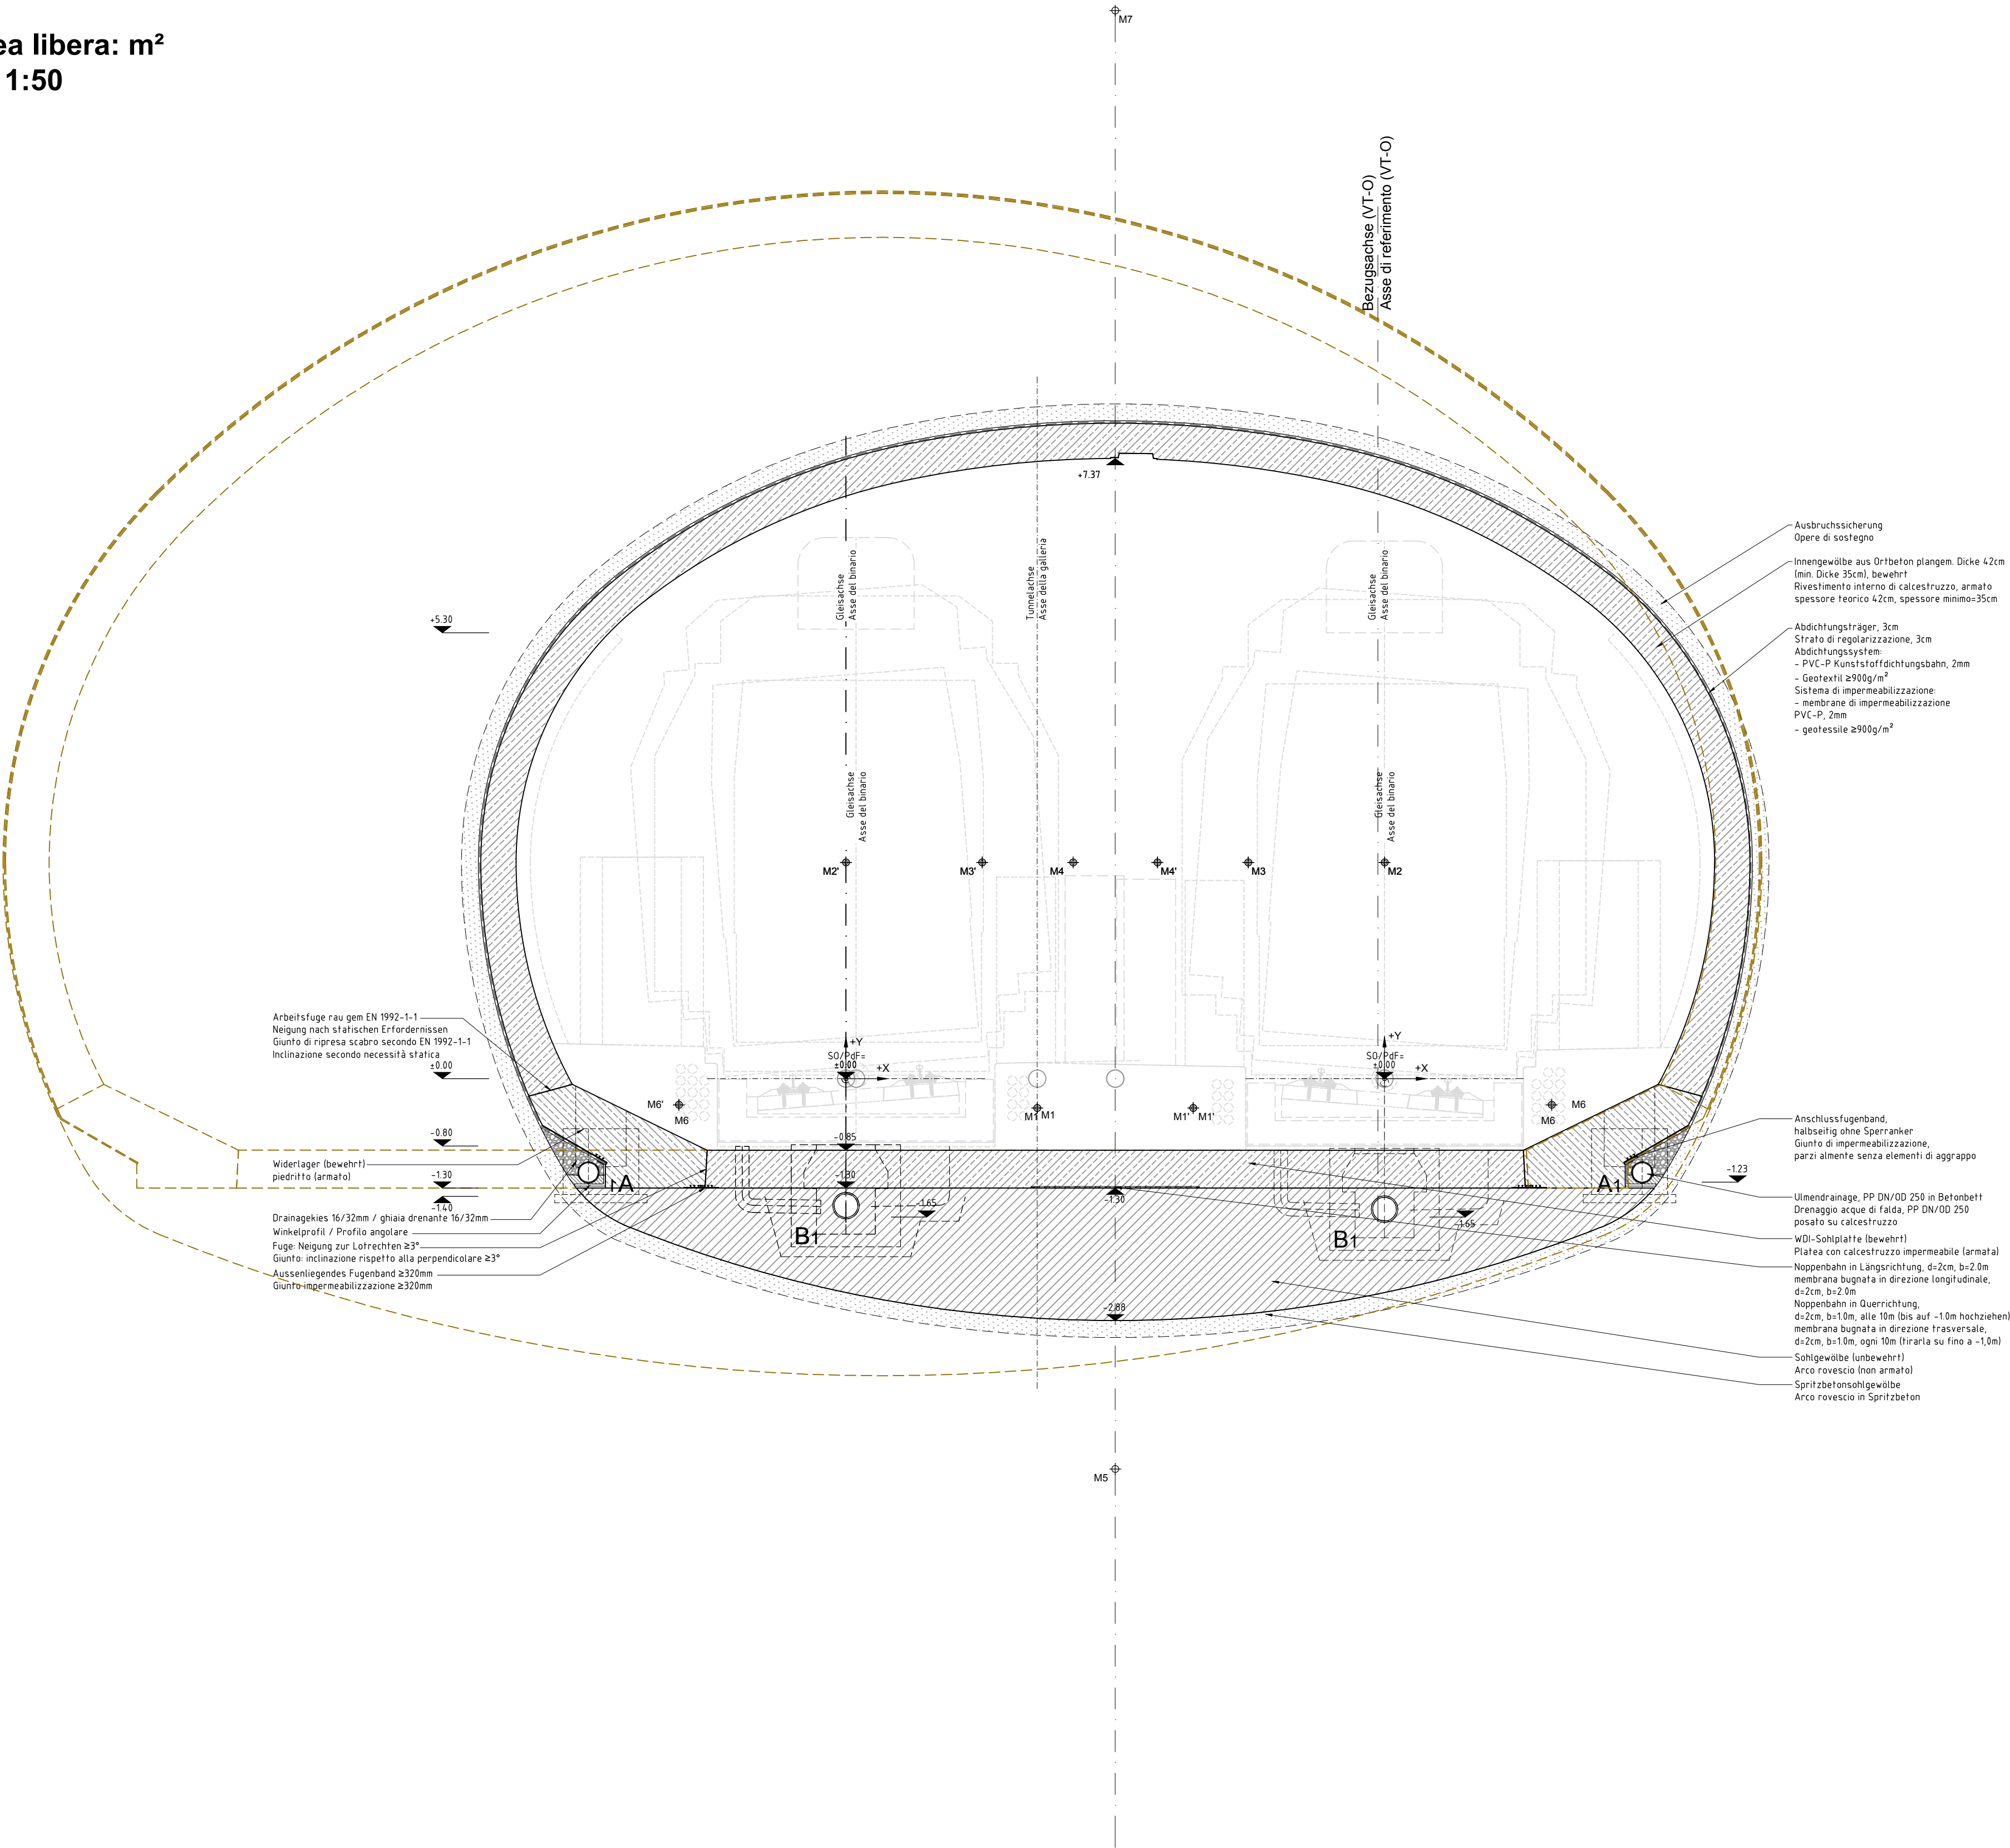 ea libera: m²
1:50
M7
Bezugsachse (VT-O)
Asse di riferimento (VT-O)
+7.37
+5.30
Gleisachse
Asse del binario
Tunnelachse
Asse della galleria
Gleisachse
Asse del binario
Gleisachse
Asse del binario
Gleisachse
Asse del binario
M2'
M3'
M4
M4'
M3
M2
Ausbruchssicherung
Opere di sostegno
Innengewölbe aus Ortbeton plangem. Dicke 42cm
(min. Dicke 35cm), bewehrt
Rivestimento interno di calcestruzzo, armato
spessore teorico 42cm, spessore minimo=35cm
Abdichtungsträger, 3cm
Strato di regolarizzazione, 3cm
Abdichtungssystem:
- PVC-P Kunststoffdichtungsbahn, 2mm
- Geotextil ≥900g/m²
Sistema di impermeabilizzazione:
- membrane di impermeabilizzazione
PVC-P, 2mm
- geotessile ≥900g/m²
Arbeitsfuge rau gem EN 1992-1-1
Neigung nach statischen Erfordernissen
Giunto di ripresa scabro secondo EN 1992-1-1
Inclinazione secondo necessità statica
±0.00
+Y
SO/PdF=
±0.00
+X
+Y
SO/PdF=
±0.00
+X
M6'
M6
M1
M1
M1'
M1'
M6
M6
-0.80
-0.85
Widerlager (bewehrt)
piedritto (armato)
-1.30
-1.40
-1.30
-1.30
-1.65
-1.65
-1.23
1A
A1
B1
B1
Drainagekies 16/32mm / ghiaia drenante 16/32mm
Winkelprofil / Profilo angolare
Fuge: Neigung zur Lotrechten ≥3°
Giunto: inclinazione rispetto alla perpendicolare ≥3°
Aussenliegendes Fugenband ≥320mm
Giunto impermeabilizzazione ≥320mm
-2.88
Anschlussfugenband,
halbseitig ohne Sperranker
Giunto di impermeabilizzazione,
parzi almente senza elementi di aggrappo
Ulmendrainage, PP DN/OD 250 in Betonbett
Drenaggio acque di falda, PP DN/OD 250
posato su calcestruzzo
WDI-Sohlplatte (bewehrt)
Platea con calcestruzzo impermeabile (armata)
Noppenbahn in Längsrichtung, d=2cm, b=2.0m
membrana bugnata in direzione longitudinale,
d=2cm, b=2.0m
Noppenbahn in Querrichtung,
d=2cm, b=1.0m, alle 10m (bis auf -1.0m hochziehen)
membrana bugnata in direzione trasversale,
d=2cm, b=1.0m, ogni 10m (tirarla su fino a -1,0m)
Sohlgewölbe (unbewehrt)
Arco rovescio (non armato)
Spritzbetonsohlgewölbe
Arco rovescio in Spritzbeton
M5